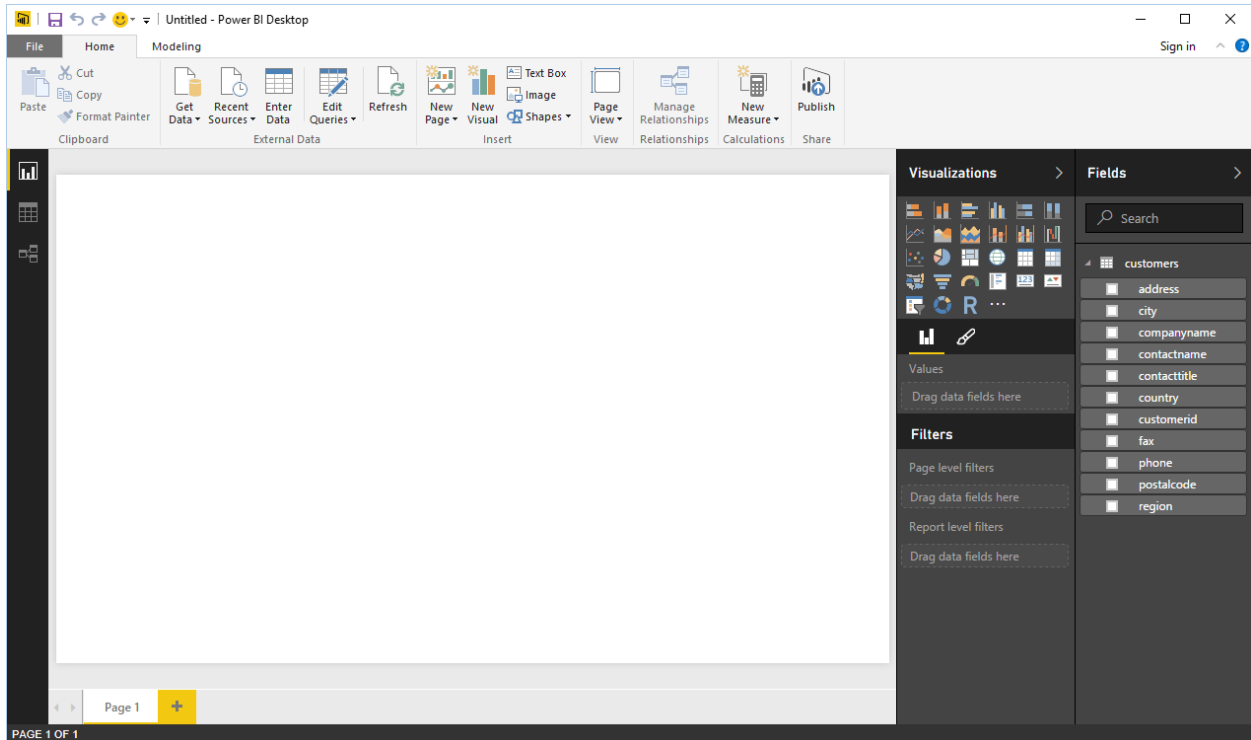 Untitled - Power BI Desktop
File Home Modeling Sign in
Paste
Cut
Copy
Format Painter
Clipboard
Get Data
Recent Sources
Enter Data
Edit Queries
Refresh
External Data
New Page
New Visual
Text Box
Image
Shapes
Insert
Page View
View
Manage Relationships
Relationships
New Measure
Calculations
Publish
Share
Visualizations
123
R
Values
Drag data fields here
Filters
Page level filters
Drag data fields here
Report level filters
Drag data fields here
Fields
Search
customers
address
city
companyname
contactname
contacttitle
country
customerid
fax
phone
postalcode
region
Page 1
PAGE 1 OF 1